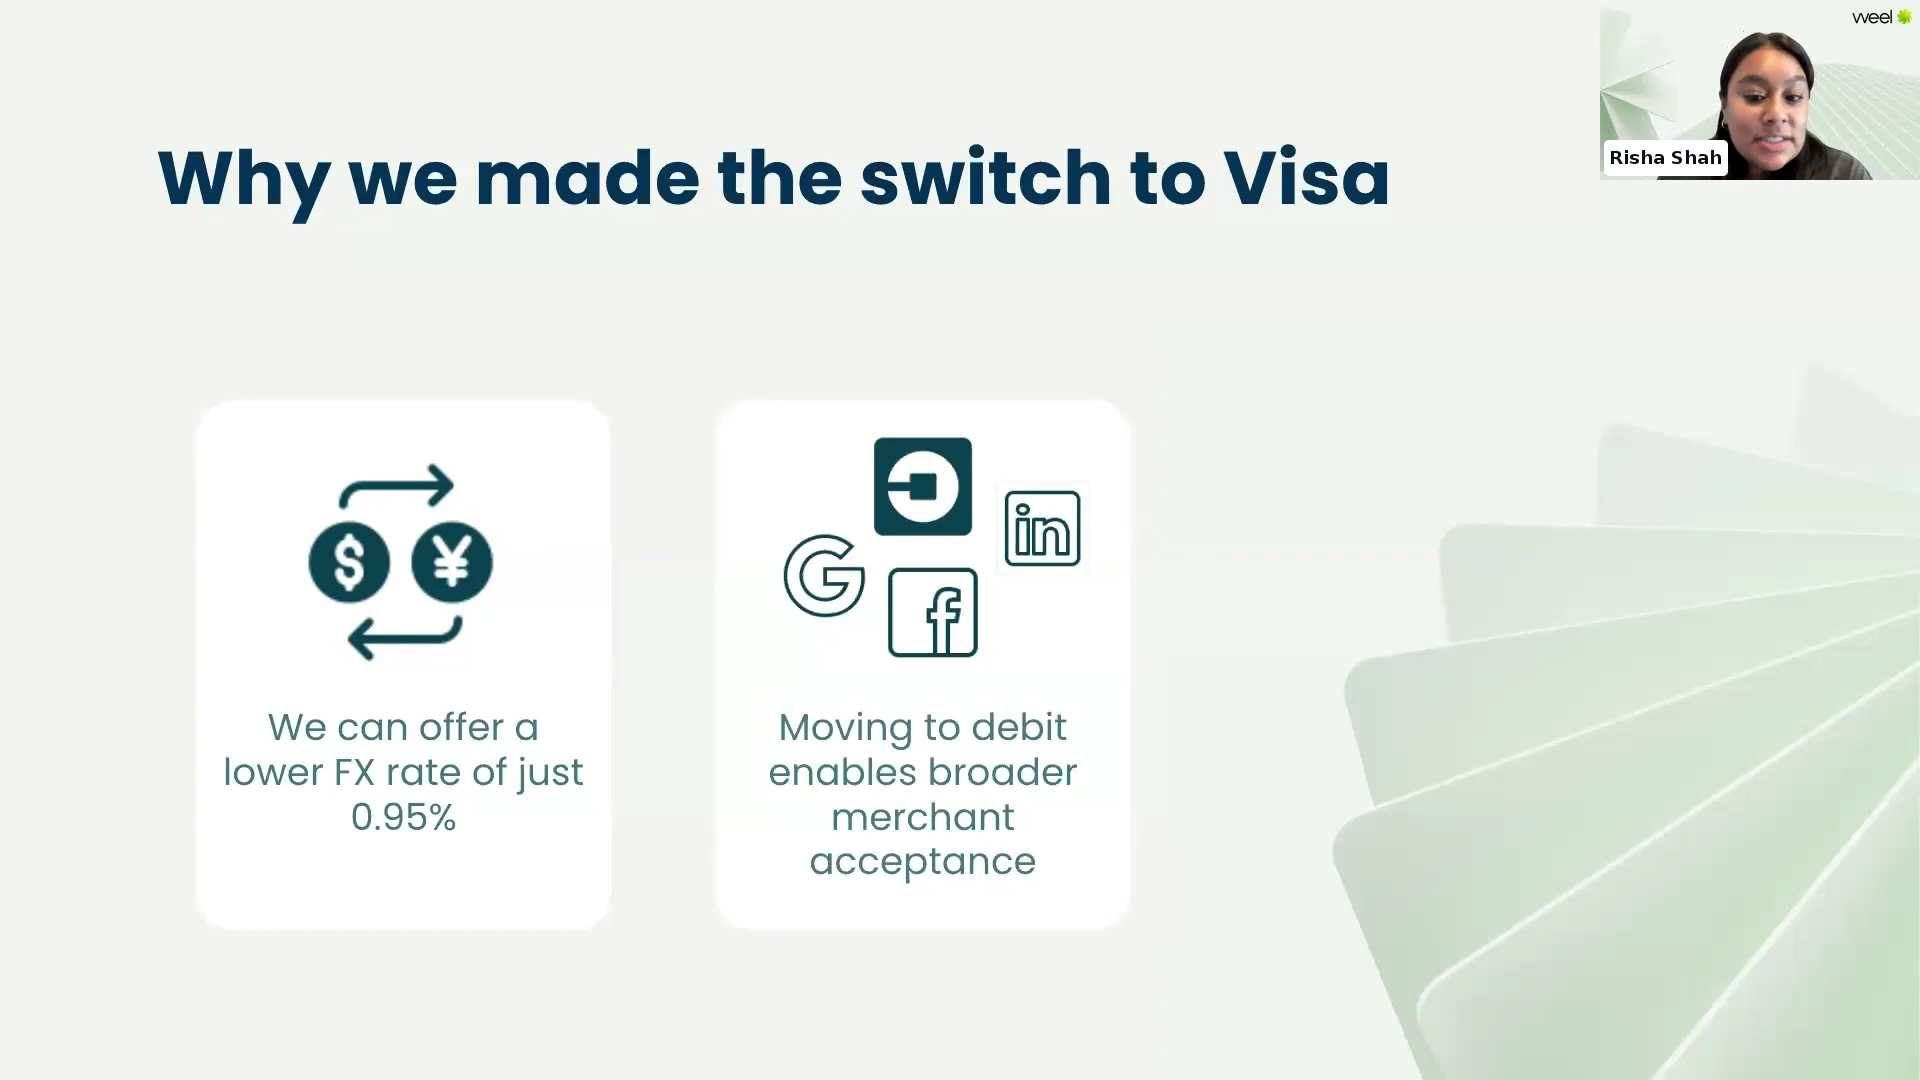 weel
Risha Shah
Why we made the switch to Visa
$ ¥
in
G
f
We can offer a
lower FX rate of just
0.95%
Moving to debit
enables broader
merchant
acceptance